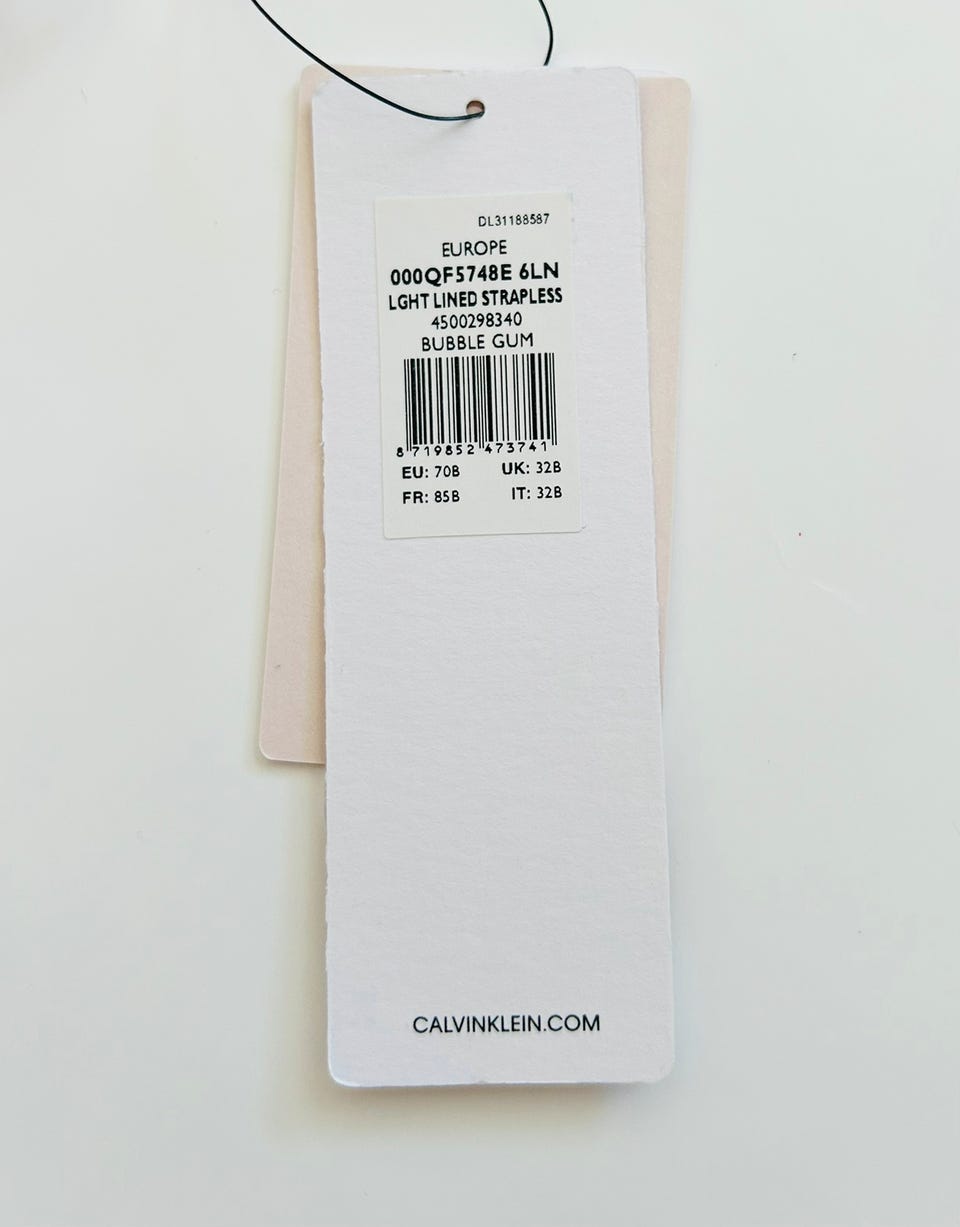 DL31188587
EUROPE
000QF5748E 6LN
LGHT LINED STRAPLESS
4500298340
BUBBLE GUM
8 719852 473741
EU: 70B UK: 32B
FR: 85B IT: 32B
CALVINKLEIN.COM